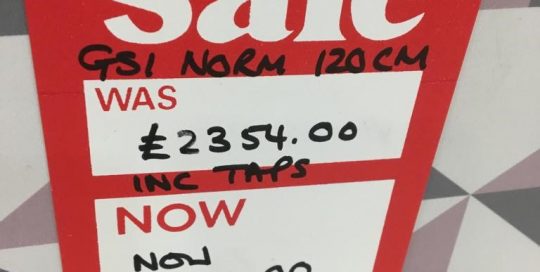 Sale
GSI NORM 120CM
WAS
£2354.00
INC TAPS
NOW
NOW